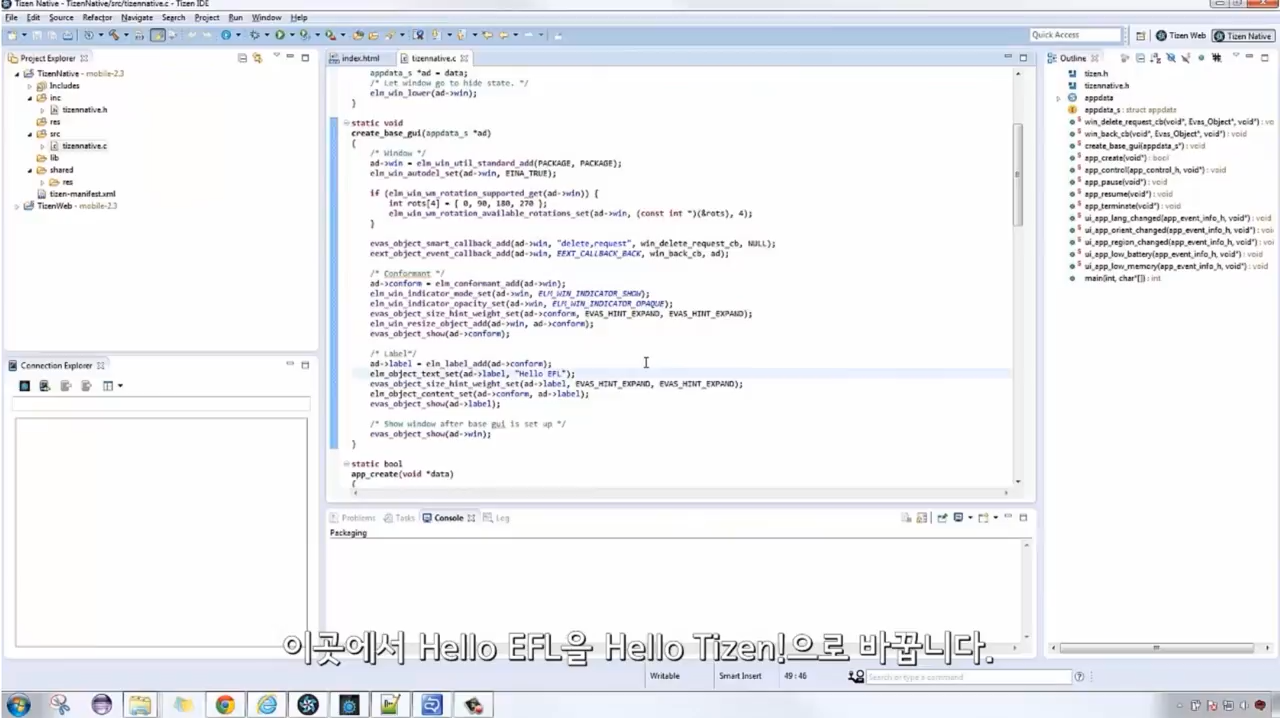 Tizen Native - TizenNative/src/tizennative.c - Tizen IDE
File Edit Source Refactor Navigate Search Project Run Window Help
Quick Access
Tizen Web
Tizen Native
Project Explorer
TizenNative - mobile-2.3
Includes
inc
tizennative.h
res
src
tizennative.c
lib
shared
res
tizen-manifest.xml
TizenWeb - mobile-2.3
Connection Explorer
index.html
tizennative.c
appdata_s *ad = data;
/* Let window go to hide state. */
elm_win_lower(ad->win);
}
static void
create_base_gui(appdata_s *ad)
{
/* Window */
ad->win = elm_win_util_standard_add(PACKAGE, PACKAGE);
elm_win_autodel_set(ad->win, EINA_TRUE);
if (elm_win_wm_rotation_supported_get(ad->win)) {
int rots[4] = { 0, 90, 180, 270 };
elm_win_wm_rotation_available_rotations_set(ad->win, (const int *)(&rots), 4);
}
evas_object_smart_callback_add(ad->win, "delete,request", win_delete_request_cb, NULL);
eext_object_event_callback_add(ad->win, EEXT_CALLBACK_BACK, win_back_cb, ad);
/* Conformant */
ad->conform = elm_conformant_add(ad->win);
elm_win_indicator_mode_set(ad->win, ELM_WIN_INDICATOR_SHOW);
elm_win_indicator_opacity_set(ad->win, ELM_WIN_INDICATOR_OPAQUE);
evas_object_size_hint_weight_set(ad->conform, EVAS_HINT_EXPAND, EVAS_HINT_EXPAND);
elm_win_resize_object_add(ad->win, ad->conform);
evas_object_show(ad->conform);
/* Label*/
ad->label = elm_label_add(ad->conform);
elm_object_text_set(ad->label, "Hello EFL");
evas_object_size_hint_weight_set(ad->label, EVAS_HINT_EXPAND, EVAS_HINT_EXPAND);
elm_object_content_set(ad->conform, ad->label);
evas_object_show(ad->label);
/* Show window after base gui is set up */
evas_object_show(ad->win);
}
static bool
app_create(void *data)
{
Outline
tizen.h
tizennative.h
appdata
appdata_s : struct appdata
win_delete_request_cb(void*, Evas_Object*, void*) : vo
win_back_cb(void*, Evas_Object*, void*) : void
create_base_gui(appdata_s*) : void
app_create(void*) : bool
app_control(app_control_h, void*) : void
app_pause(void*) : void
app_resume(void*) : void
app_terminate(void*) : void
ui_app_lang_changed(app_event_info_h, void*) : vo
ui_app_orient_changed(app_event_info_h, void*) : v
ui_app_region_changed(app_event_info_h, void*) : v
ui_app_low_battery(app_event_info_h, void*) : void
ui_app_low_memory(app_event_info_h, void*) : voi
main(int, char*[]) : int
Problems Tasks Console Log
Packaging
이곳에서 Hello EFL을 Hello Tizen!으로 바꿉니다.
Writable Smart Insert 49 : 46 Search or type a command